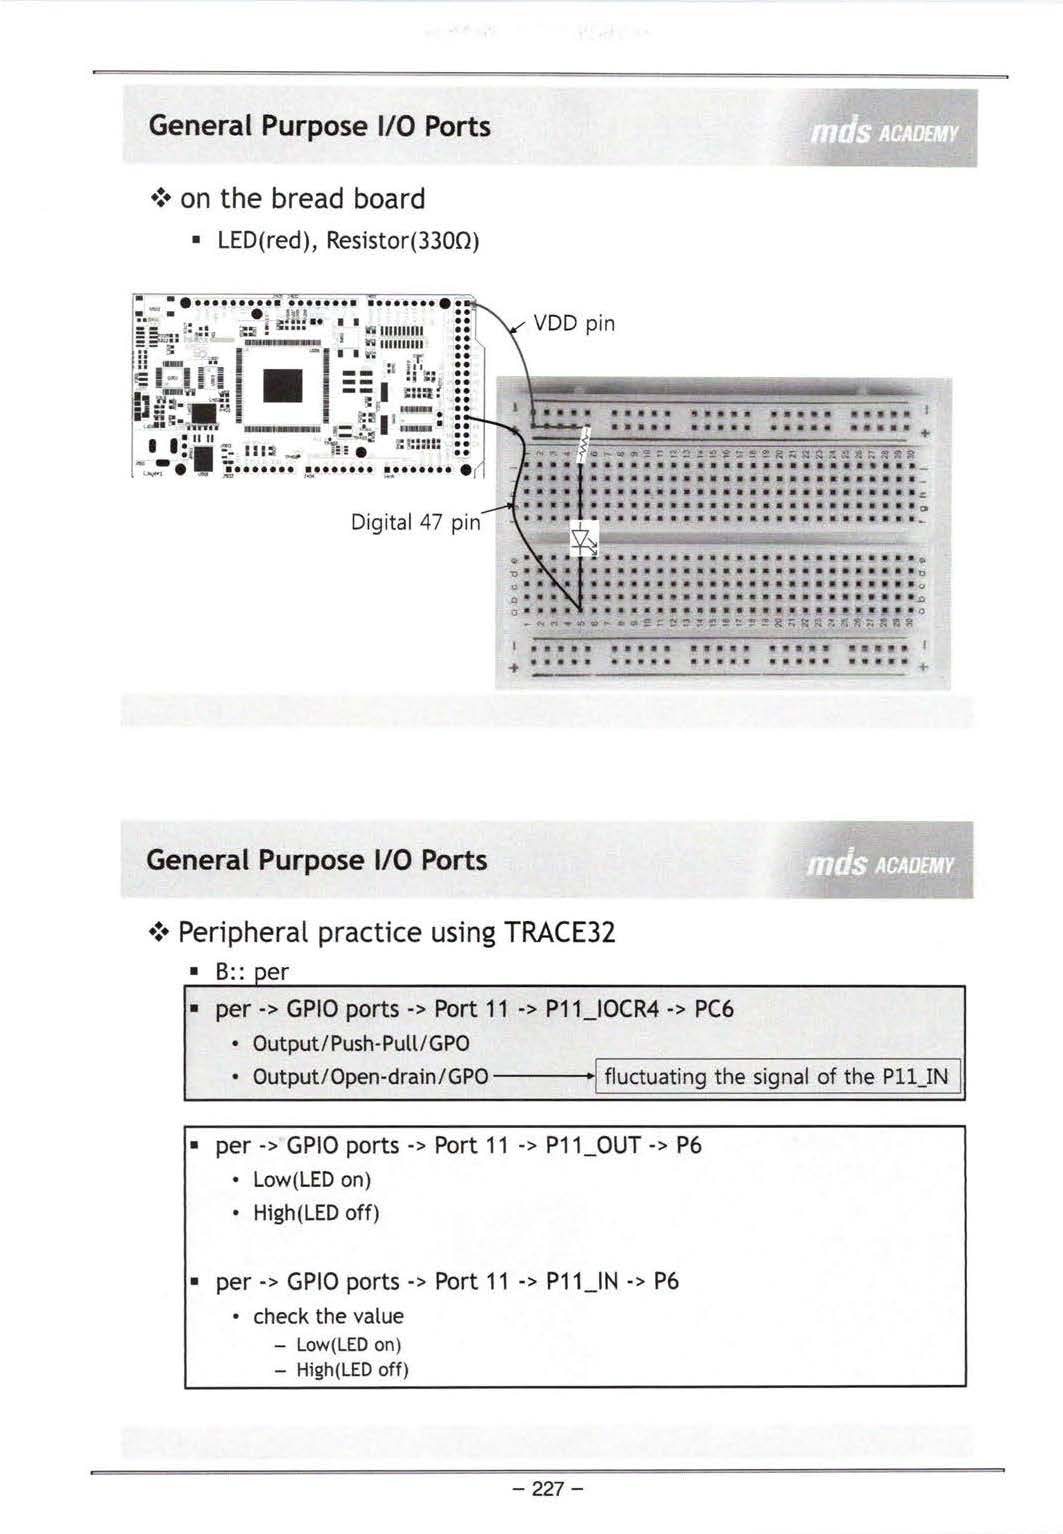 General Purpose I/O Ports
mds ACADEMY
❖ on the bread board
▪ LED(red), Resistor(330Ω)
VDD pin
Digital 47 pin
General Purpose I/O Ports
mds ACADEMY
❖ Peripheral practice using TRACE32
▪ B:: per
▪ per -> GPIO ports -> Port 11 -> P11_IOCR4 -> PC6
• Output/Push-Pull/GPO
• Output/Open-drain/GPO
fluctuating the signal of the P11_IN
▪ per -> GPIO ports -> Port 11 -> P11_OUT -> P6
• Low(LED on)
• High(LED off)
▪ per -> GPIO ports -> Port 11 -> P11_IN -> P6
• check the value
– Low(LED on)
– High(LED off)
– 227 –